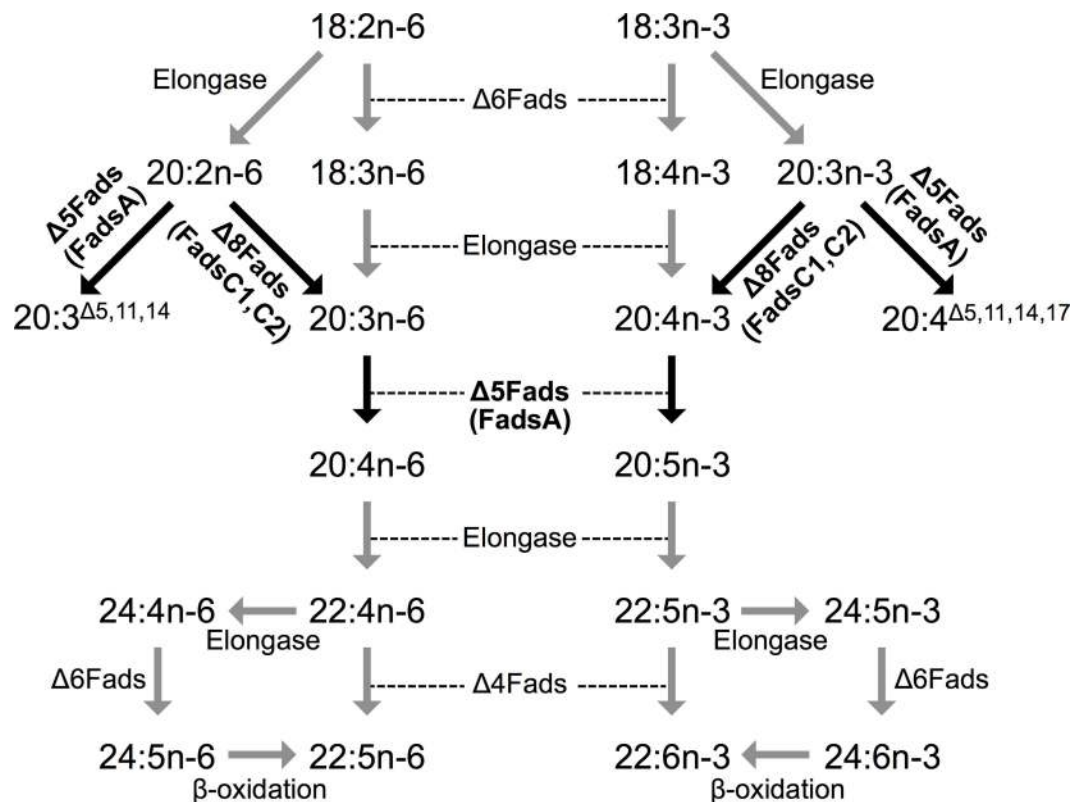 18:2n-6 18:3n-3
Elongase Δ6Fads Elongase
20:2n-6 18:3n-6 18:4n-3 20:3n-3
Δ5Fads
(FadsA)
Δ8Fads
(FadsC1,C2)
Elongase
Δ8Fads
(FadsC1,C2)
Δ5Fads
(FadsA)
20:3Δ5,11,14 20:3n-6 20:4n-3 20:4Δ5,11,14,17
Δ5Fads
(FadsA)
20:4n-6 20:5n-3
Elongase
24:4n-6 22:4n-6 22:5n-3 24:5n-3
Elongase Elongase
Δ6Fads Δ4Fads Δ6Fads
24:5n-6 22:5n-6 22:6n-3 24:6n-3
β-oxidation β-oxidation